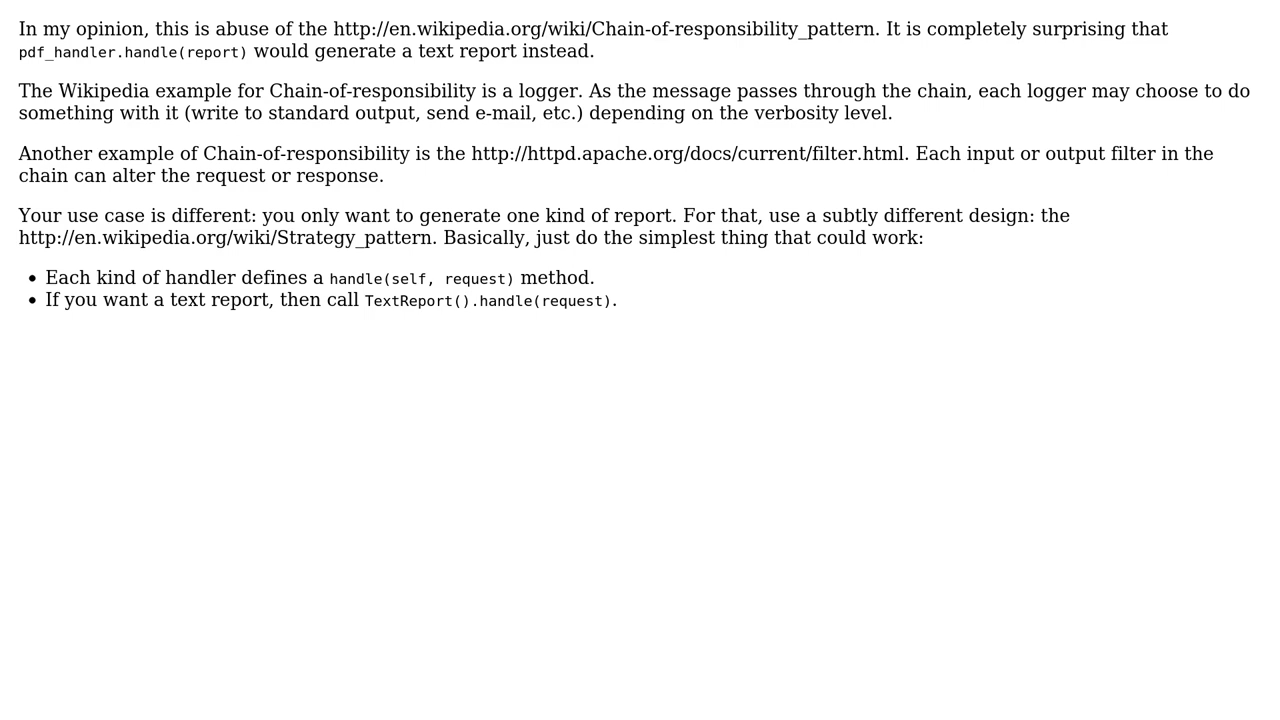 In my opinion, this is abuse of the http://en.wikipedia.org/wiki/Chain-of-responsibility_pattern. It is completely surprising that
pdf_handler.handle(report) would generate a text report instead.
The Wikipedia example for Chain-of-responsibility is a logger. As the message passes through the chain, each logger may choose to do
something with it (write to standard output, send e-mail, etc.) depending on the verbosity level.
Another example of Chain-of-responsibility is the http://httpd.apache.org/docs/current/filter.html. Each input or output filter in the
chain can alter the request or response.
Your use case is different: you only want to generate one kind of report. For that, use a subtly different design: the
http://en.wikipedia.org/wiki/Strategy_pattern. Basically, just do the simplest thing that could work:
• Each kind of handler defines a handle(self, request) method.
• If you want a text report, then call TextReport().handle(request).